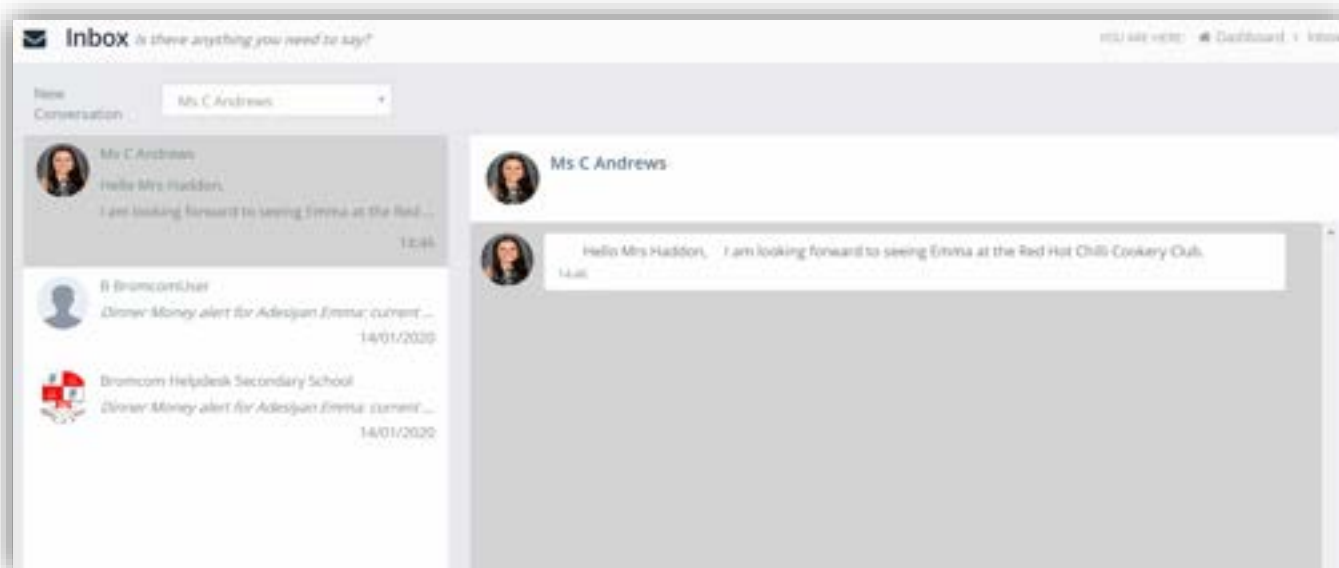 Inbox Is there anything you need to say?
YOU ARE HERE: Dashboard > Inbox
New
Conversation
Ms C Andrews
Ms C Andrews
Hello Mrs Haddon,
I am looking forward to seeing Emma at the Red ...
14:46
B BromcomUser
Dinner Money alert for Adesiyan Emma: current ...
14/01/2020
Bromcom Helpdesk Secondary School
Dinner Money alert for Adesiyan Emma: current ...
14/01/2020
Ms C Andrews
Hello Mrs Haddon, I am looking forward to seeing Emma at the Red Hot Chilli Cookery Club.
14:46